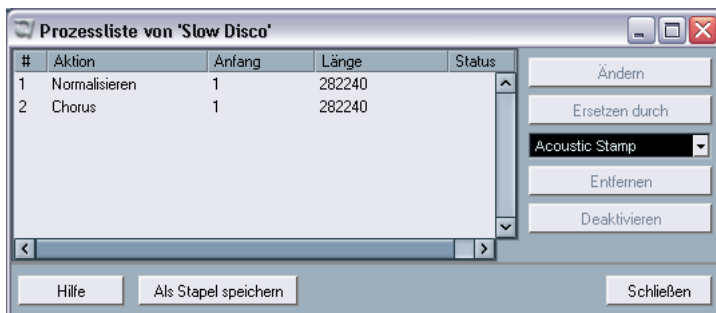 Prozessliste von 'Slow Disco'
# Aktion Anfang Länge Status
1 Normalisieren 1 282240
2 Chorus 1 282240
Ändern
Ersetzen durch
Acoustic Stamp
Entfernen
Deaktivieren
Hilfe Als Stapel speichern Schließen